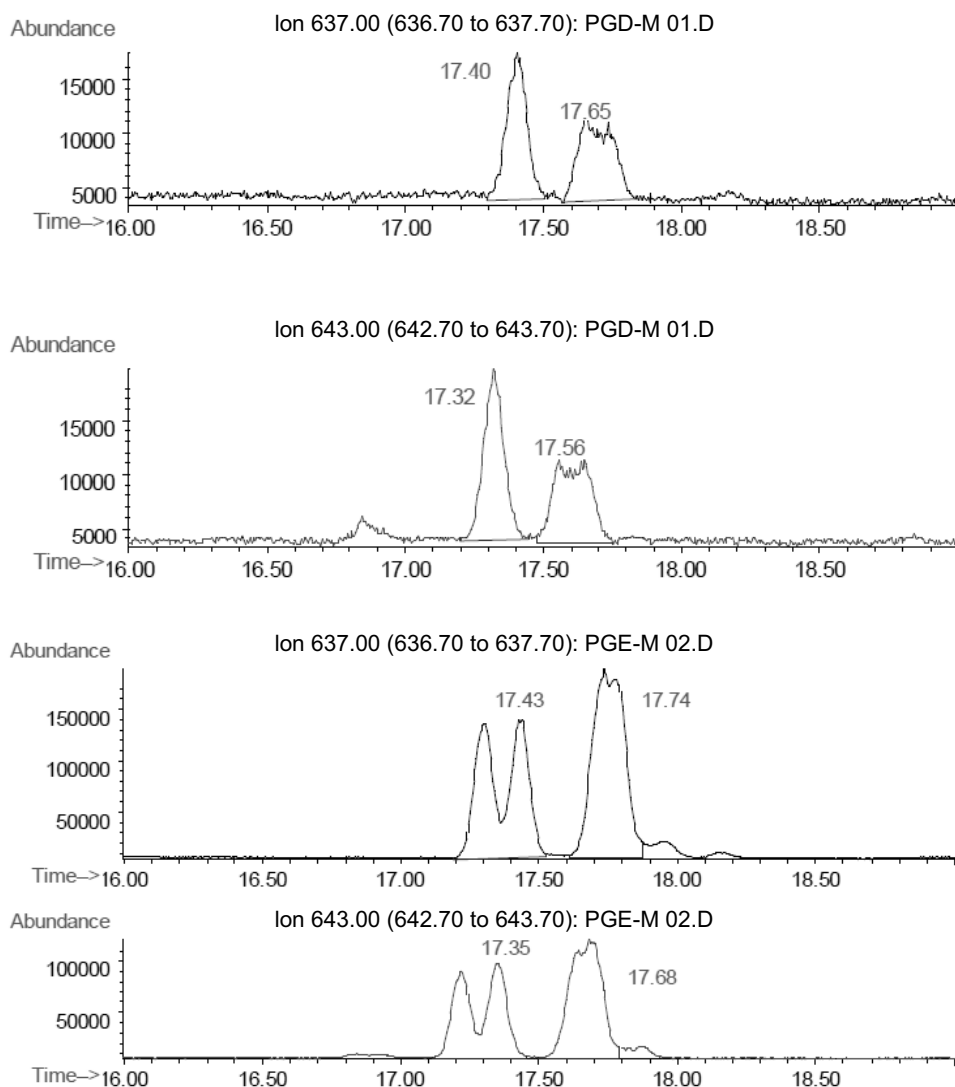 Ion 637.00 (636.70 to 637.70): PGD-M 01.D
Abundance
17.40
15000
17.65
10000
5000
Time-->16.00 16.50 17.00 17.50 18.00 18.50
Ion 643.00 (642.70 to 643.70): PGD-M 01.D
Abundance
17.32
15000
17.56
10000
5000
Time-->16.00 16.50 17.00 17.50 18.00 18.50
Ion 637.00 (636.70 to 637.70): PGE-M 02.D
Abundance
17.43 17.74
150000
100000
50000
Time-->16.00 16.50 17.00 17.50 18.00 18.50
Ion 643.00 (642.70 to 643.70): PGE-M 02.D
Abundance
17.35
100000
17.68
50000
Time-->16.00 16.50 17.00 17.50 18.00 18.50